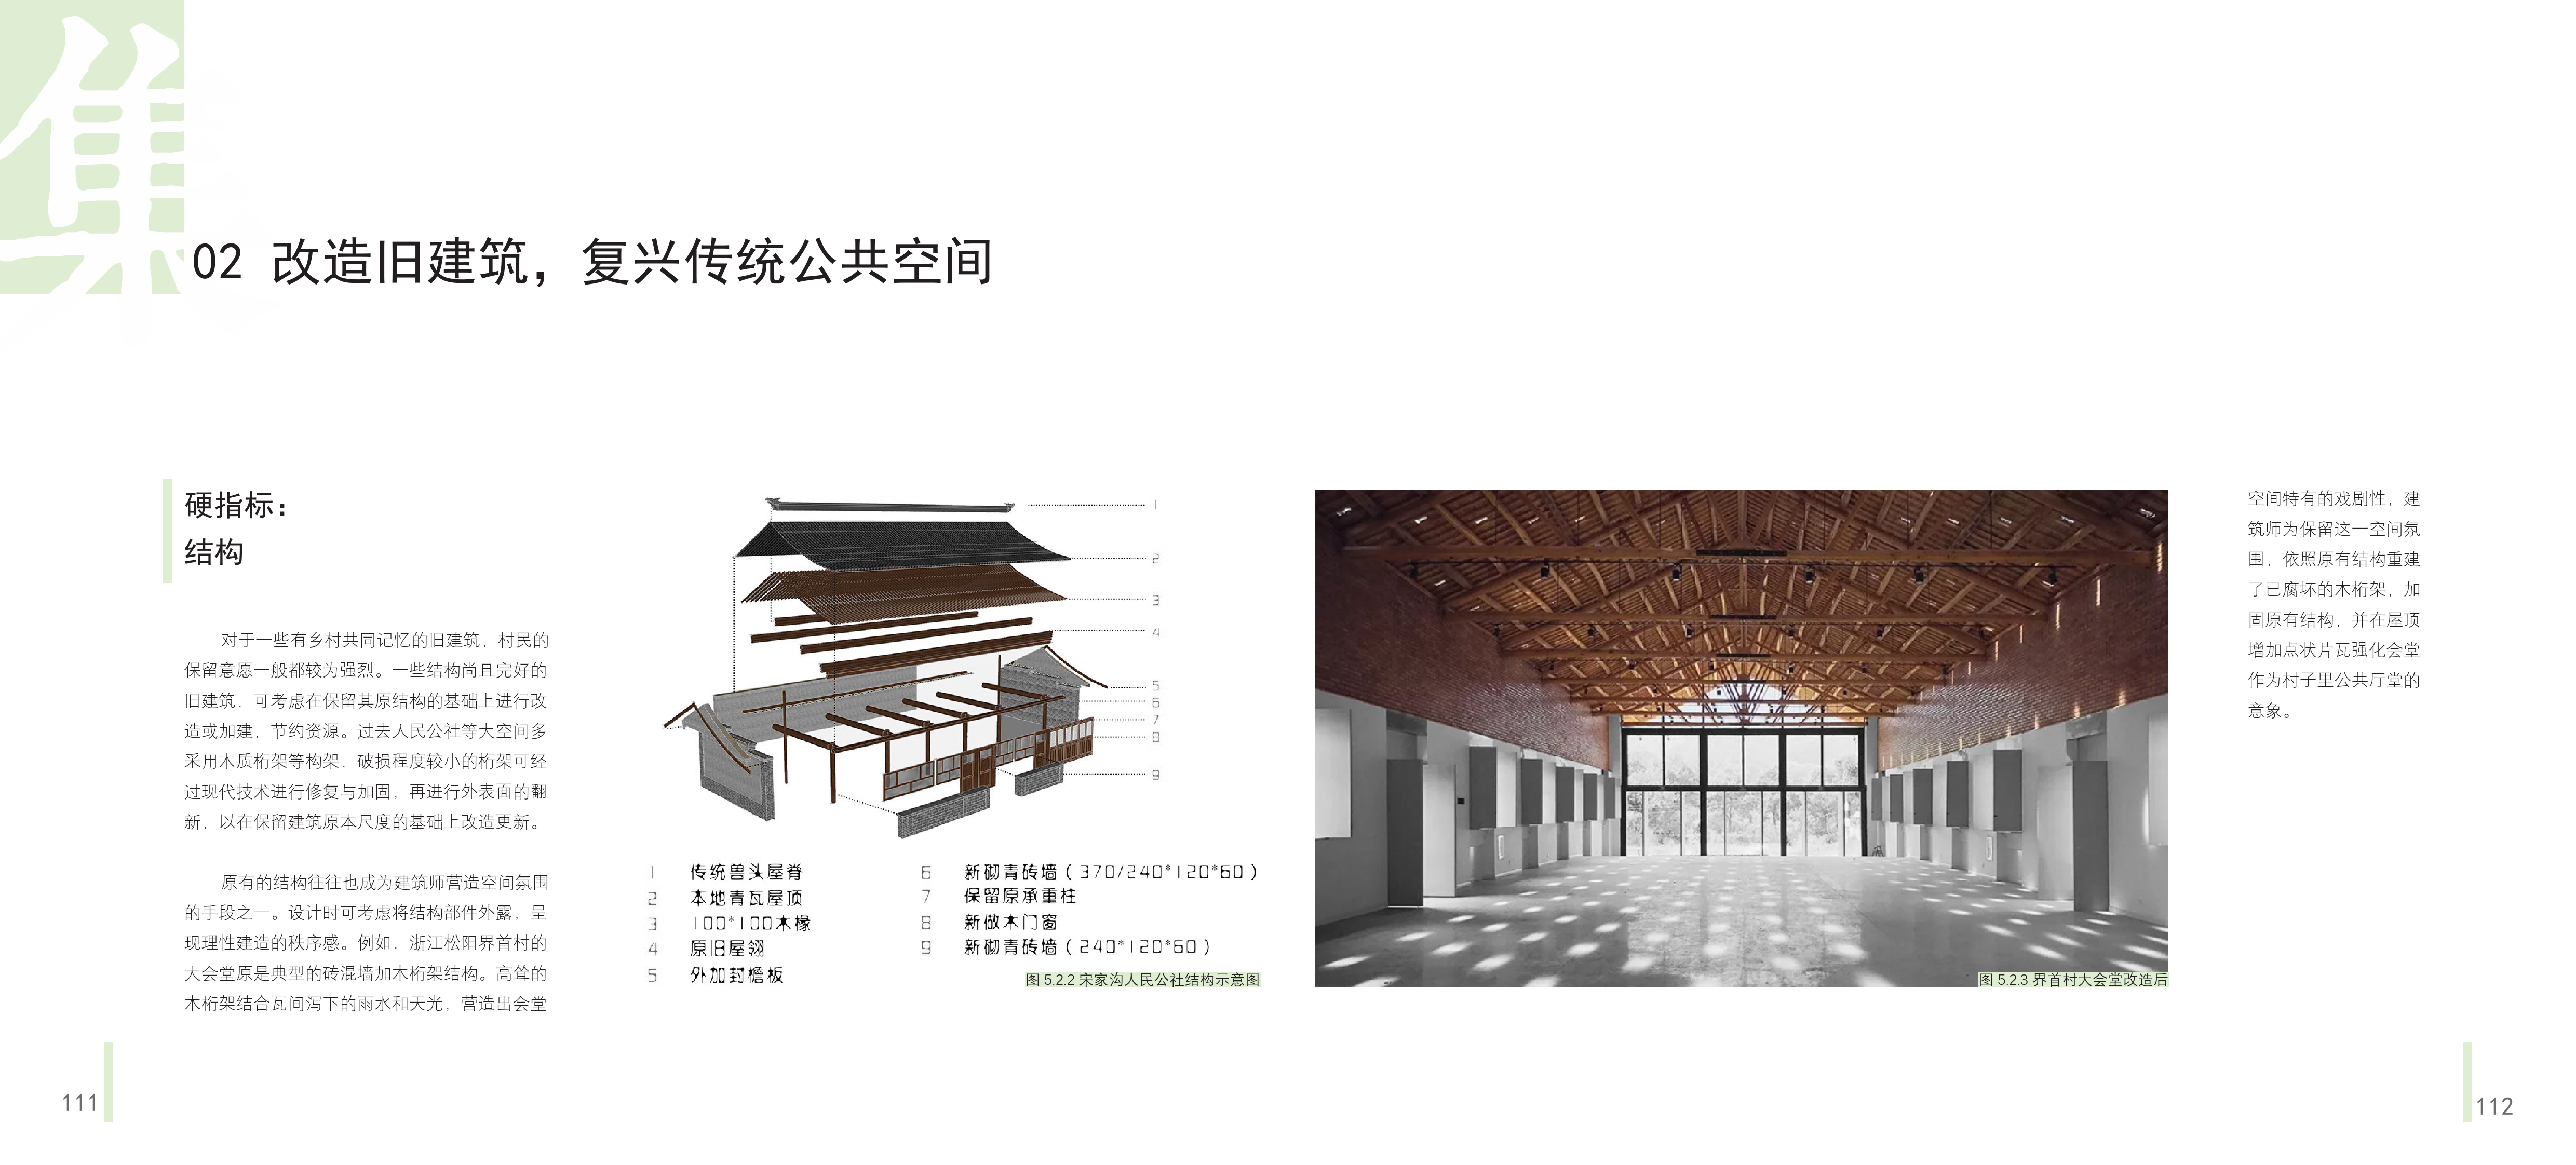 集
02 改造旧建筑，复兴传统公共空间
硬指标：
结构
对于一些有乡村共同记忆的旧建筑，村民的
保留意愿一般都较为强烈。一些结构尚且完好的
旧建筑，可考虑在保留其原结构的基础上进行改
造或加建，节约资源。过去人民公社等大空间多
采用木质桁架等构架，破损程度较小的桁架可经
过现代技术进行修复与加固，再进行外表面的翻
新，以在保留建筑原本尺度的基础上改造更新。
原有的结构往往也成为建筑师营造空间氛围
的手段之一。设计时可考虑将结构部件外露，呈
现理性建造的秩序感。例如，浙江松阳界首村的
大会堂原是典型的砖混墙加木桁架结构。高耸的
木桁架结合瓦间泻下的雨水和天光，营造出会堂
1
2
3
4
5
6
7
8
9
1 传统兽头屋脊
2 本地青瓦屋顶
3 100*100木椽
4 原旧屋翎
5 外加封檐板
6 新砌青砖墙（370/240*120*60）
7 保留原承重柱
8 新做木门窗
9 新砌青砖墙（240*120*60）
图 5.2.2 宋家沟人民公社结构示意图
图 5.2.3 界首村大会堂改造后
空间特有的戏剧性，建
筑师为保留这一空间氛
围，依照原有结构重建
了已腐坏的木桁架，加
固原有结构，并在屋顶
增加点状片瓦强化会堂
作为村子里公共厅堂的
意象。
111
112